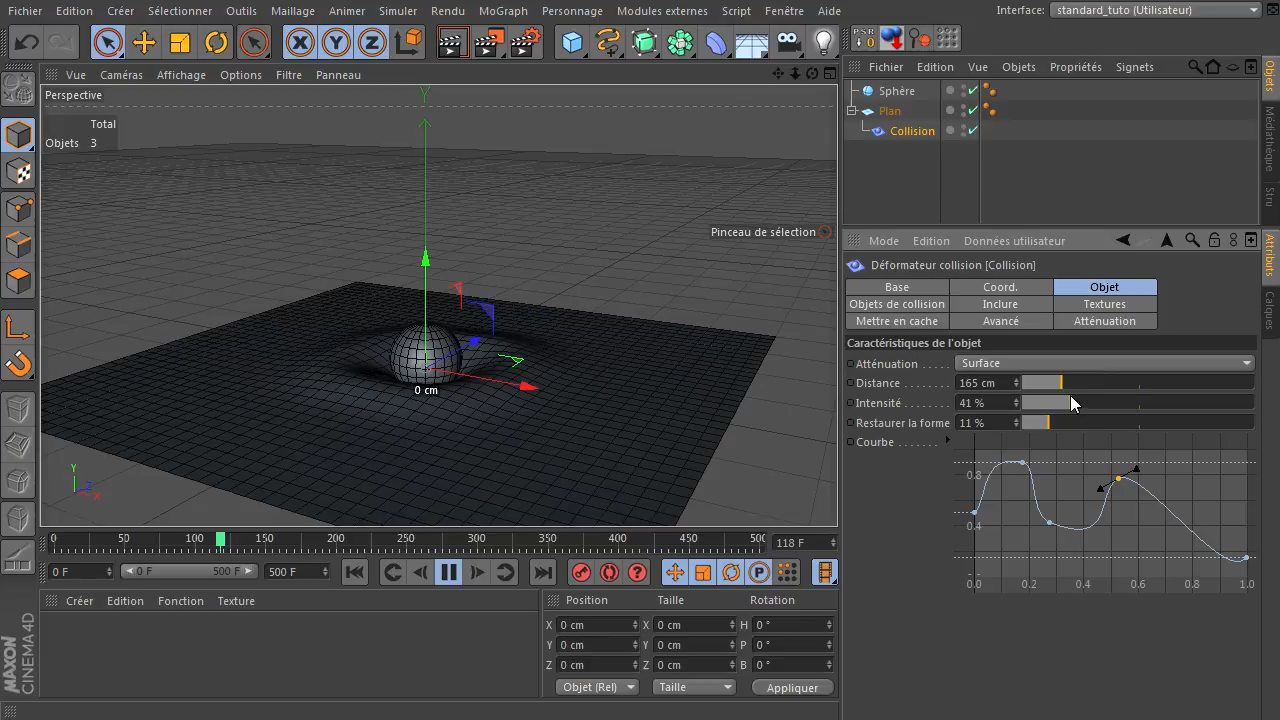 Fichier Edition Créer Sélectionner Outils Maillage Animer Simuler Rendu MoGraph Personnage Modules externes Script Fenêtre Aide Interface: standard_tuto (Utilisateur)
X Y Z PSR 0
Vue Caméras Affichage Options Filtre Panneau
Fichier Edition Vue Objets Propriétés Signets
Objets
Médiathèque
Stru
Perspective
Y
Total
Objets 3
Sphère
Plan
Collision
Pinceau de sélection
0 cm
Y
Z
X
Mode Edition Données utilisateur
Attributs
Calques
Déformateur collision [Collision]
Base Coord. Objet
Objets de collision Inclure Textures
Mettre en cache Avancé Atténuation
Caractéristiques de l'objet
Atténuation ..... Surface
Distance ....... 165 cm
Intensité ........ 41 %
Restaurer la forme 11 %
Courbe .......
0.8
0.4
0.0 0.2 0.4 0.6 0.8 1.0
0 50 100 150 200 250 300 350 400 450 500 118 F
0 F 0 F 500 F 500 F
P
Créer Edition Fonction Texture
Position Taille Rotation
X 0 cm X 0 cm H 0 °
Y 0 cm Y 0 cm P 0 °
Z 0 cm Z 0 cm B 0 °
Objet (Rel) Taille Appliquer
MAXON
CINEMA 4D